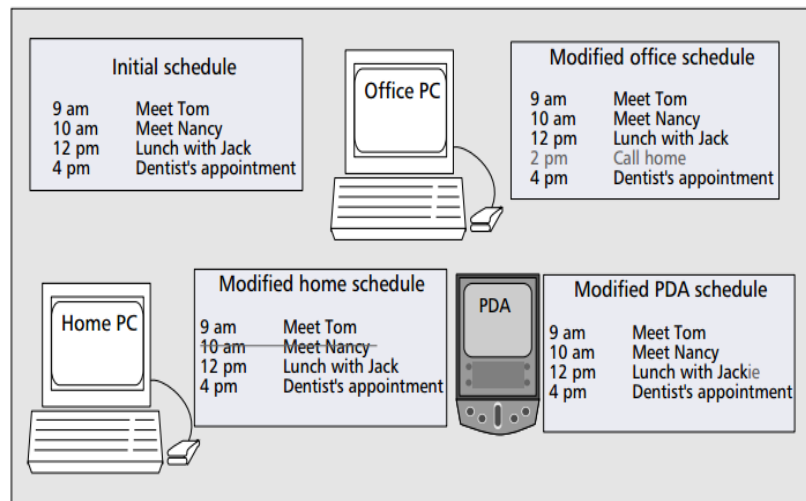 Initial schedule
9 am Meet Tom
10 am Meet Nancy
12 pm Lunch with Jack
4 pm Dentist's appointment
Office PC
Modified office schedule
9 am Meet Tom
10 am Meet Nancy
12 pm Lunch with Jack
2 pm Call home
4 pm Dentist's appointment
Home PC
Modified home schedule
9 am Meet Tom
10 am Meet Nancy
12 pm Lunch with Jack
4 pm Dentist's appointment
PDA
Modified PDA schedule
9 am Meet Tom
10 am Meet Nancy
12 pm Lunch with Jackie
4 pm Dentist's appointment